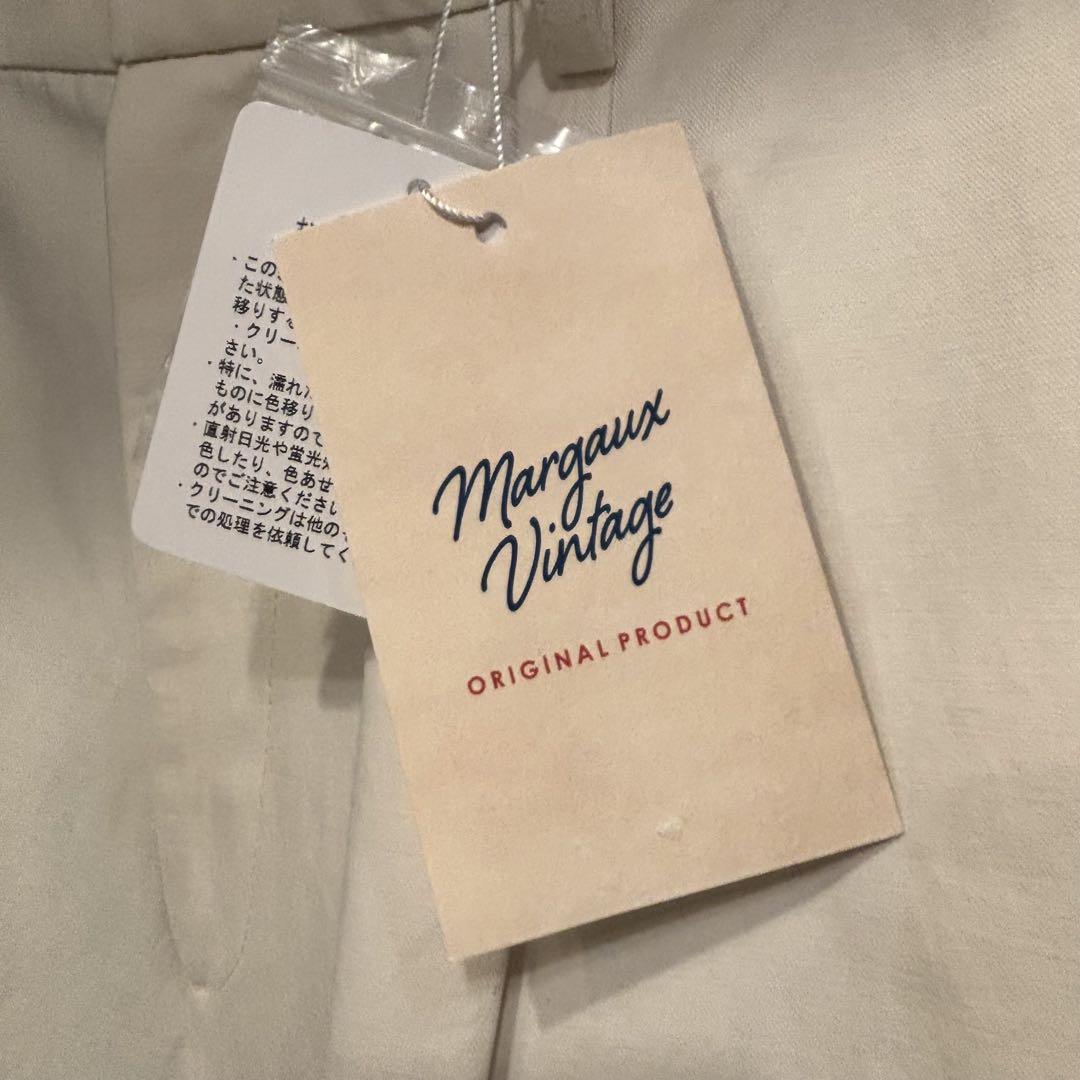 ・この
た状態
移りする
・クリー
さい。
・特に、濡れた
ものに色移り
がありますので
・直射日光や蛍光
色したり、色あせ
のでご注意ください
・クリーニングは他の
での処理を依頼してく
Margaux
Vintage
ORIGINAL PRODUCT